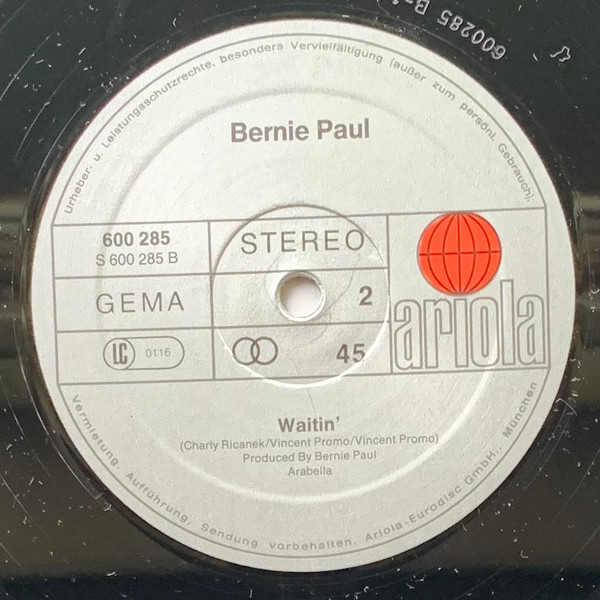 600285 B
Urheber- u. Leistungsschutzrechte, besonders Vervielfältigung (außer zum persönl. Gebrauch),
Bernie Paul
600 285
S 600 285 B
STEREO
GEMA
2
ariola
LC 0116
45
Waitin'
(Charly Ricanek/Vincent Promo/Vincent Promo)
Produced By Bernie Paul
Arabella
Vermietung, Aufführung, Sendung vorbehalten. Ariola-Eurodisc GmbH., München